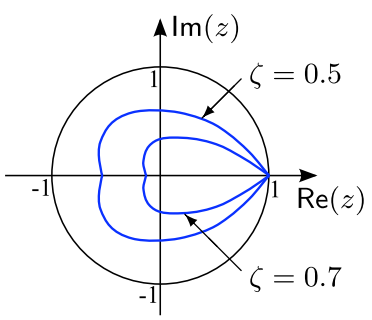 Im(z)
1
ζ = 0.5
-1
1
Re(z)
ζ = 0.7
-1